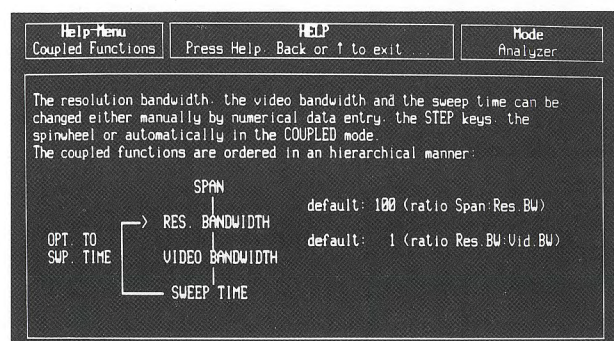 Help-Menu
Coupled Functions
HELP
Press Help. Back or ↑ to exit ...
Mode
Analyzer
The resolution bandwidth. the video bandwidth and the sweep time can be
changed either manually by numerical data entry. the STEP keys. the
spinwheel or automatically in the COUPLED mode.
The coupled functions are ordered in an hierarchical manner:
SPAN
default: 100 (ratio Span:Res.BW)
RES. BANDWIDTH
OPT. TO
SWP. TIME
default: 1 (ratio Res.BW:Vid.BW)
VIDEO BANDWIDTH
SWEEP TIME